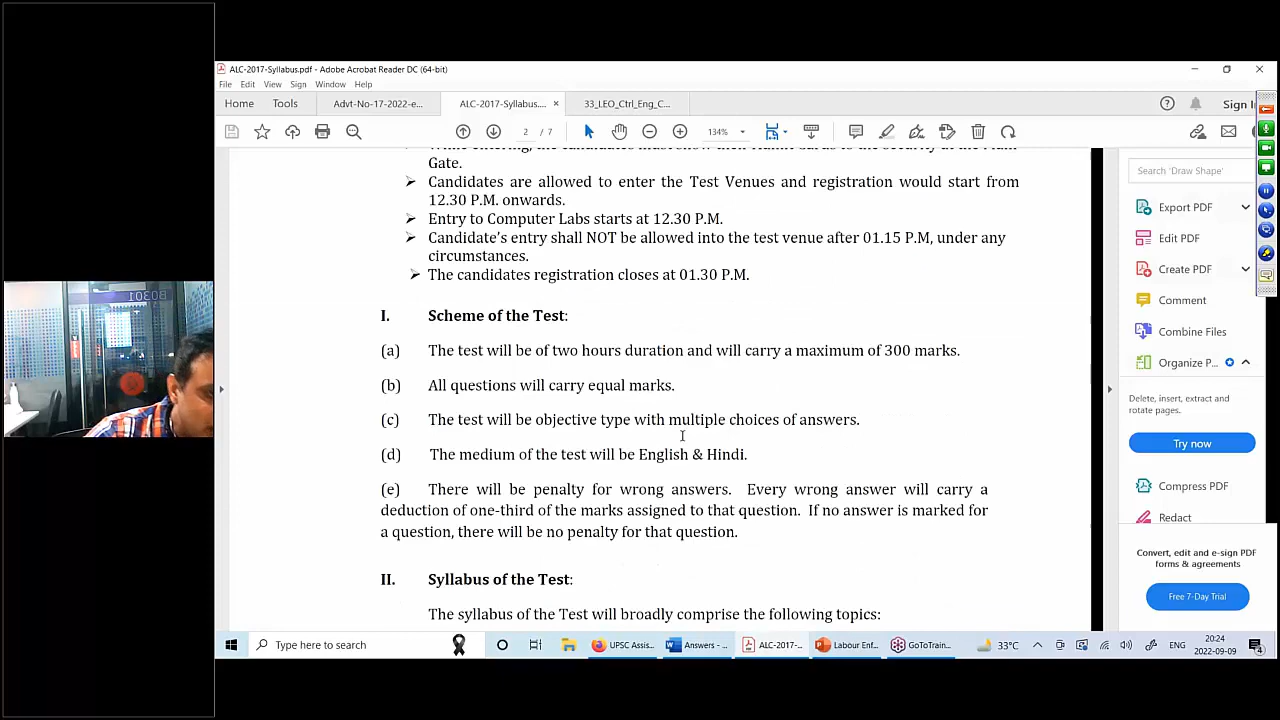 ALC-2017-Syllabus.pdf - Adobe Acrobat Reader DC (64-bit)
File Edit View Sign Window Help
Home Tools Advt-No-17-2022-e... ALC-2017-Syllabus.... × 33_LEO_Ctrl_Eng_C... Sign I
2 / 7 134%
Gate.
Candidates are allowed to enter the Test Venues and registration would start from
12.30 P.M. onwards.
Entry to Computer Labs starts at 12.30 P.M.
Candidate's entry shall NOT be allowed into the test venue after 01.15 P.M, under any
circumstances.
The candidates registration closes at 01.30 P.M.
I. Scheme of the Test:
(a) The test will be of two hours duration and will carry a maximum of 300 marks.
(b) All questions will carry equal marks.
(c) The test will be objective type with multiple choices of answers.
(d) The medium of the test will be English & Hindi.
(e) There will be penalty for wrong answers. Every wrong answer will carry a
deduction of one-third of the marks assigned to that question. If no answer is marked for
a question, there will be no penalty for that question.
II. Syllabus of the Test:
The syllabus of the Test will broadly comprise the following topics:
Search 'Draw Shape'
Export PDF
Edit PDF
Create PDF
Comment
Combine Files
Organize P...
Delete, insert, extract and
rotate pages.
Try now
Compress PDF
Redact
Convert, edit and e-sign PDF
forms & agreements
Free 7-Day Trial
Type here to search
UPSC Assis... Answers - ... ALC-2017-... Labour Enf... GoToTrain...
33°C ENG 20:24
2022-09-09
B0301